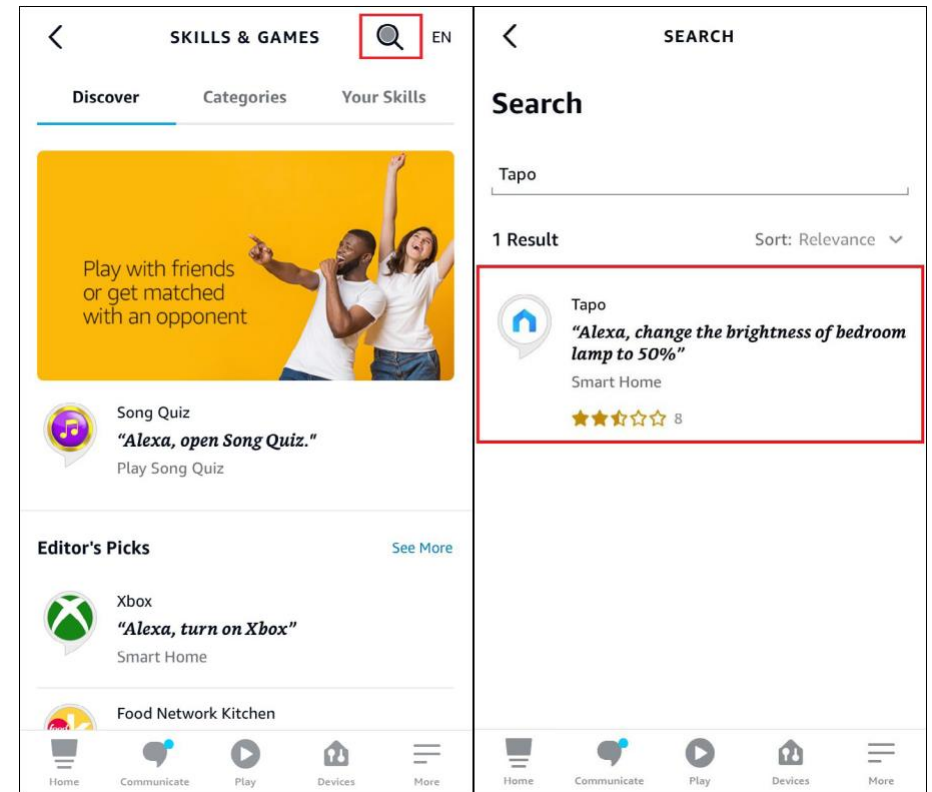 SKILLS & GAMES
EN
Discover
Categories
Your Skills
Play with friends
or get matched
with an opponent
Song Quiz
“Alexa, open Song Quiz."
Play Song Quiz
Editor's Picks
See More
Xbox
“Alexa, turn on Xbox”
Smart Home
Food Network Kitchen
food
Home
Communicate
Play
Devices
More
SEARCH
Search
Tapo
1 Result
Sort: Relevance
Tapo
“Alexa, change the brightness of bedroom
lamp to 50%”
Smart Home
8
Home
Communicate
Play
Devices
More